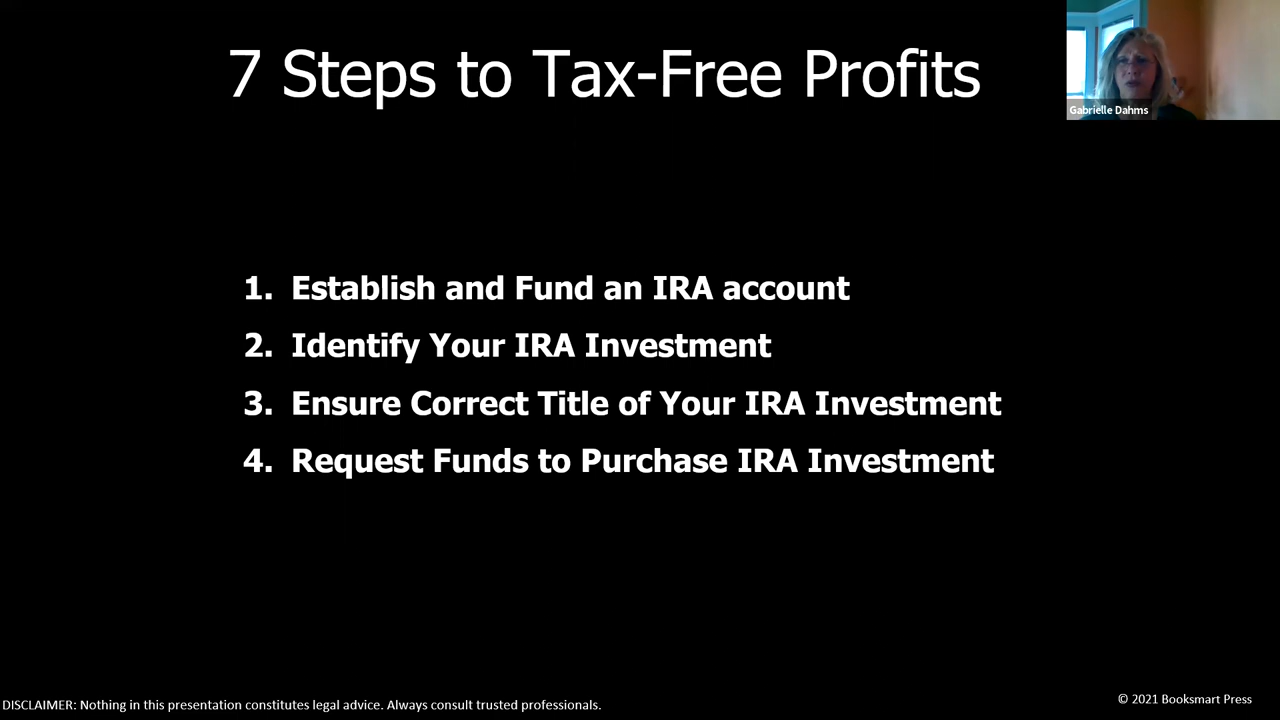 7 Steps to Tax-Free Profits
Gabrielle Dahms
1. Establish and Fund an IRA account
2. Identify Your IRA Investment
3. Ensure Correct Title of Your IRA Investment
4. Request Funds to Purchase IRA Investment
DISCLAIMER: Nothing in this presentation constitutes legal advice. Always consult trusted professionals.
© 2021 Booksmart Press